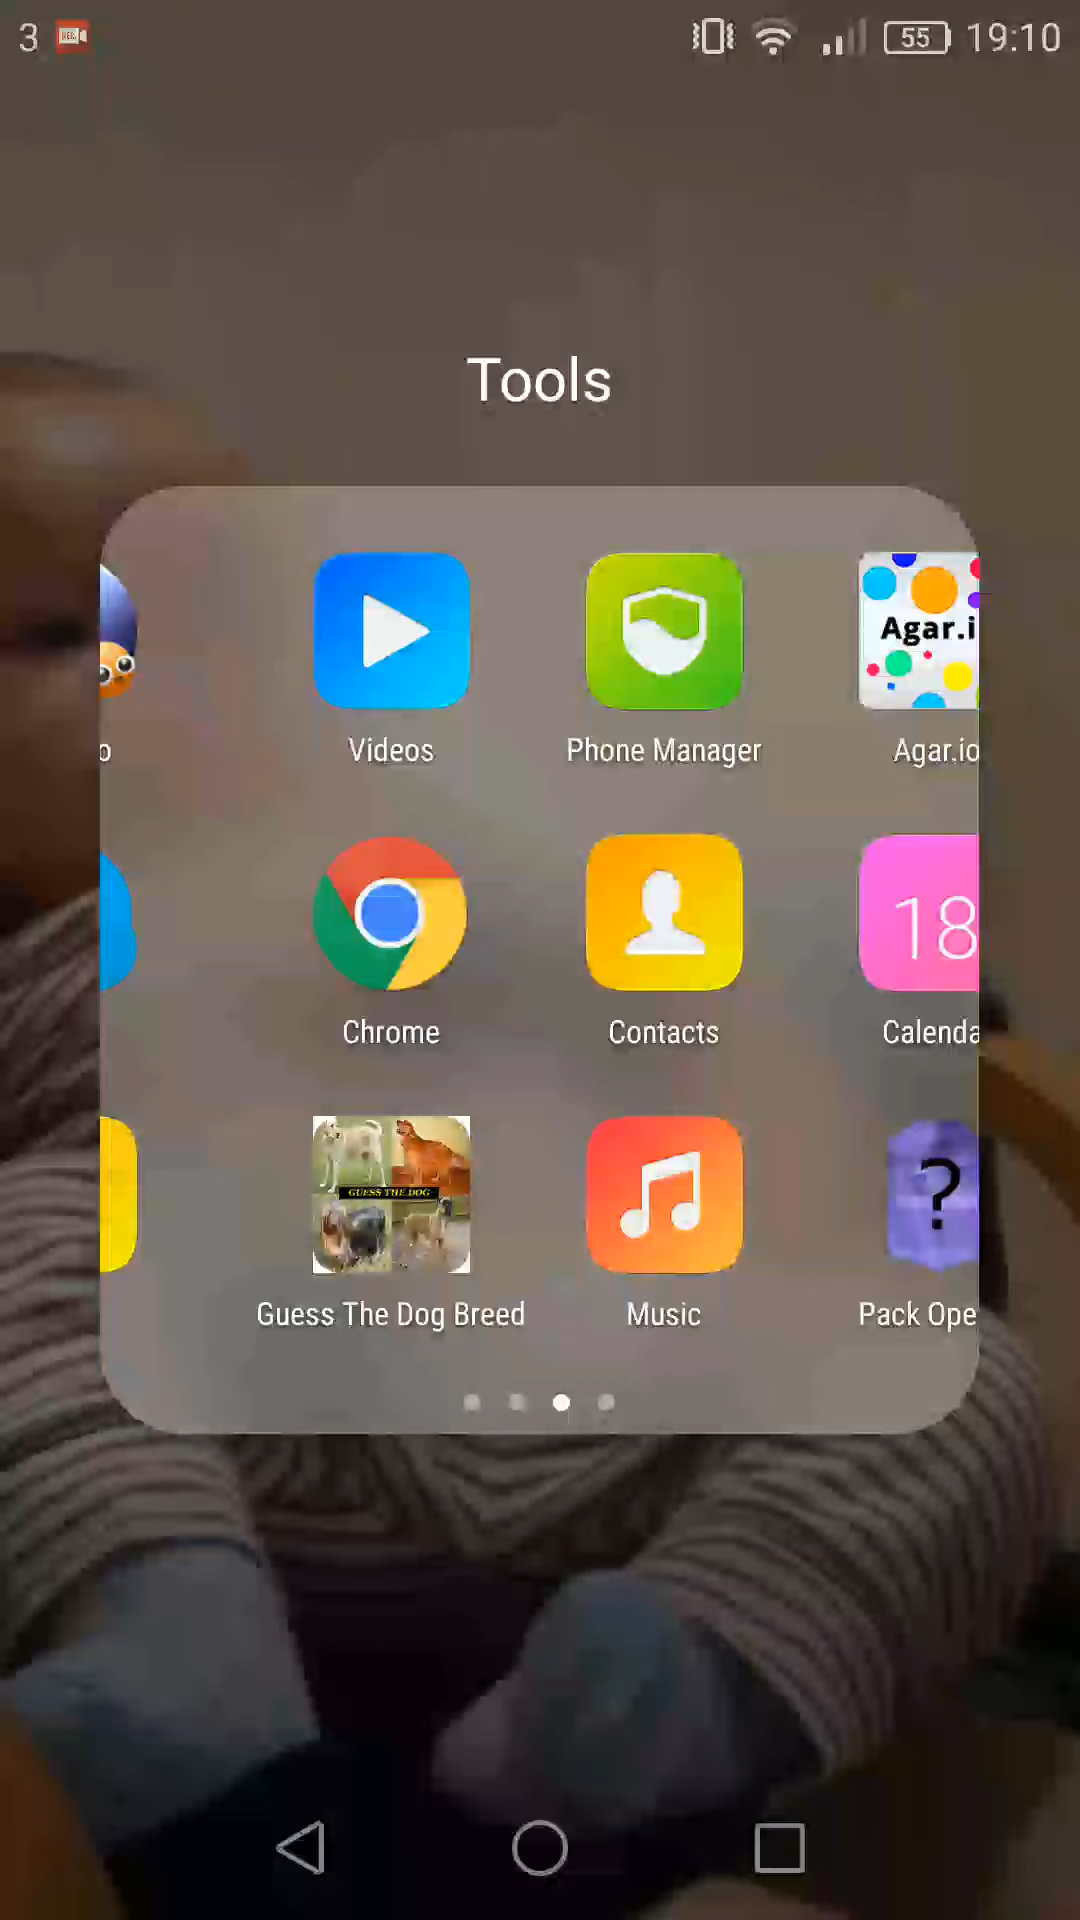 3 REC 55 19:10
Tools
Agar.i
o Videos Phone Manager Agar.io
18
Chrome Contacts Calenda
GUESS THE DOG
?
Guess The Dog Breed Music Pack Ope